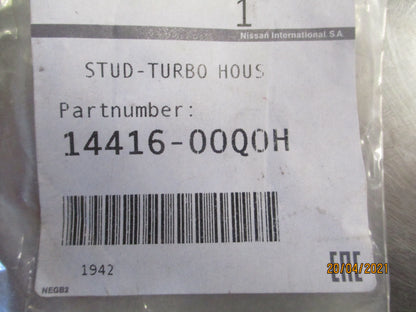 1
Nissan International. S.A.
STUD-TURBO HOUS
Partnumber:
14416-00Q0H
1942
EAC
20/04/2021
NEGB2